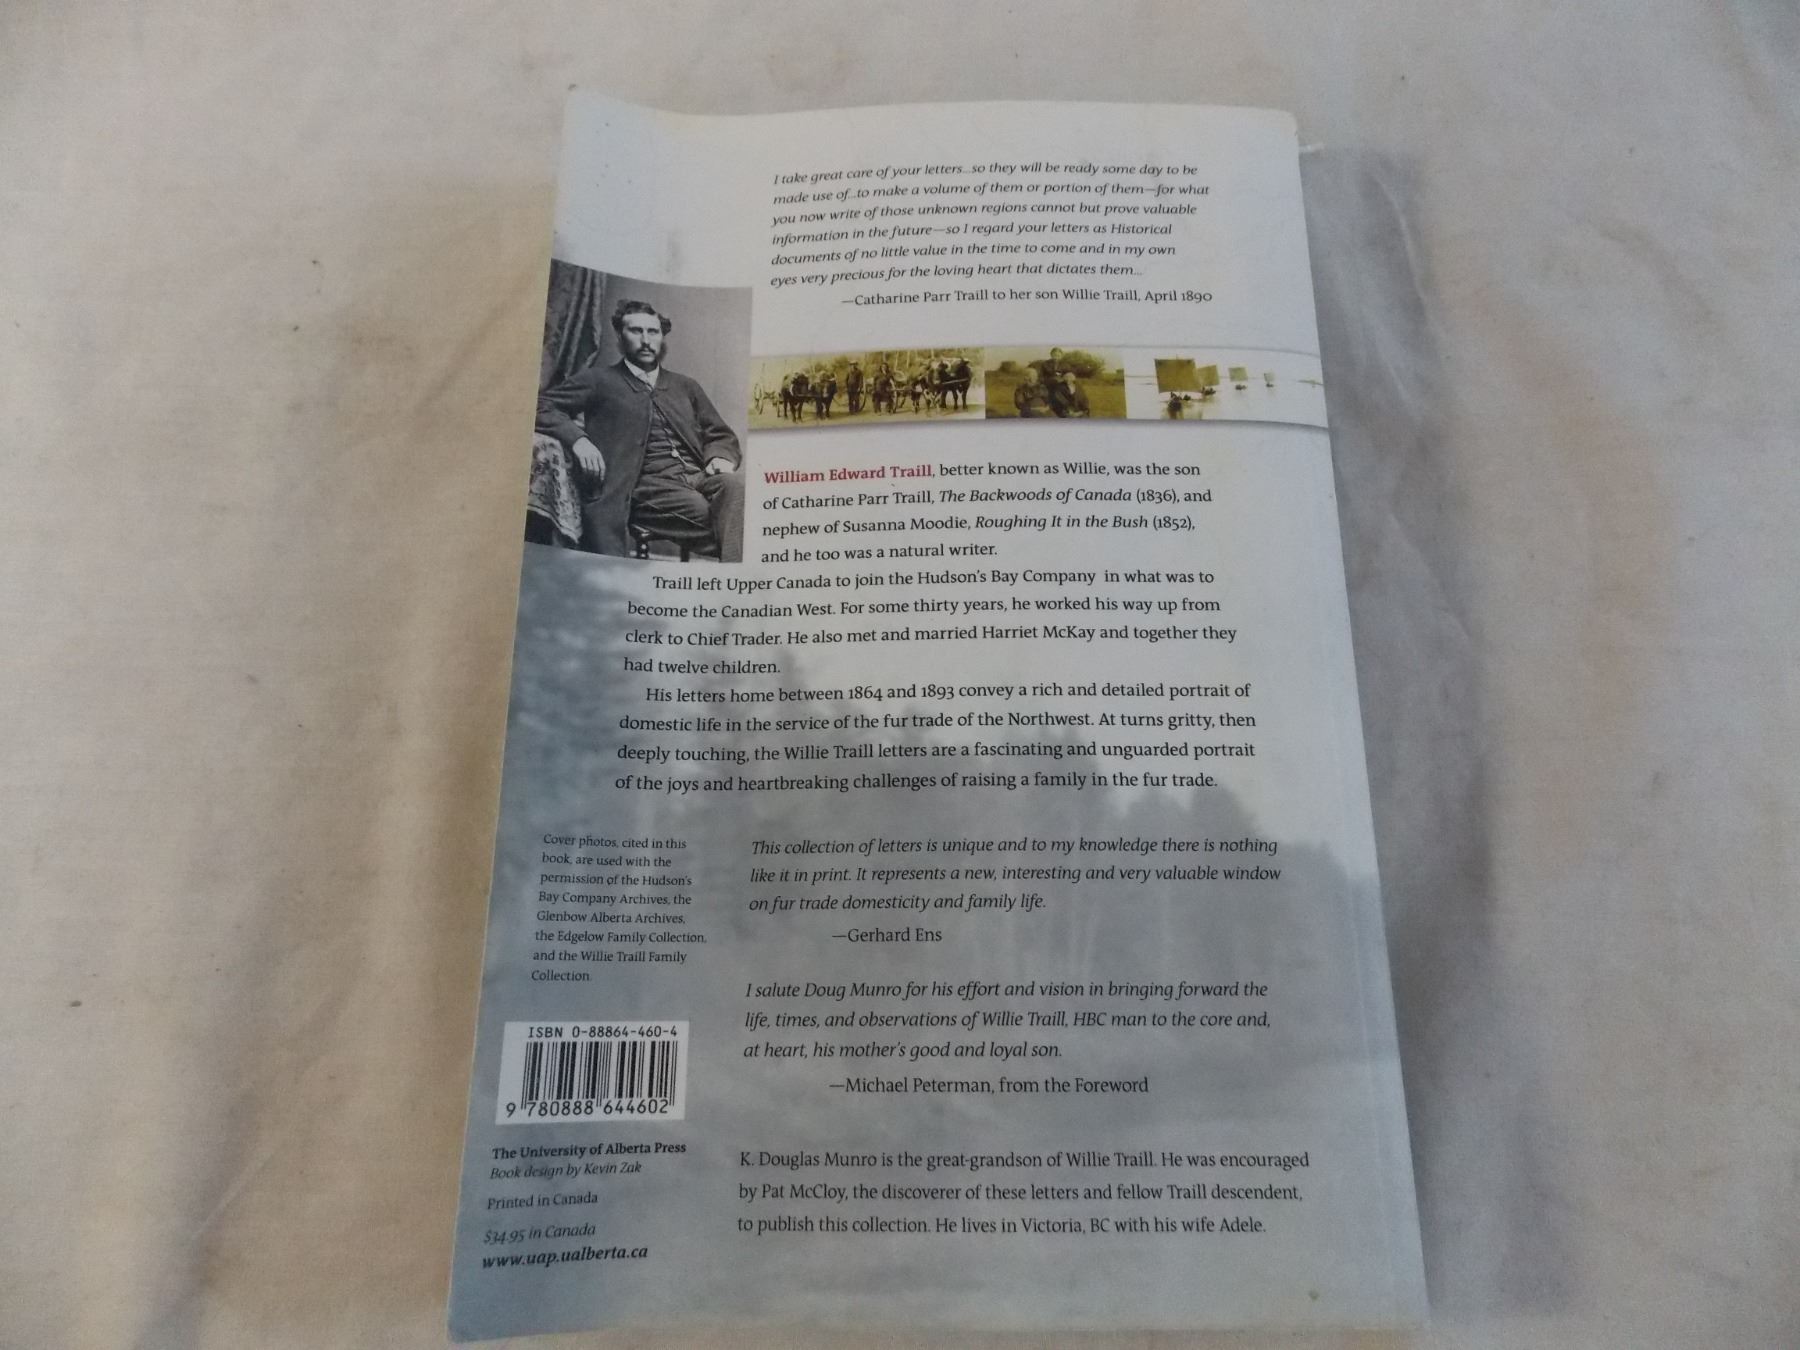 I take great care of your letters...so they will be ready some day to be
made use of...to make a volume of them or portion of them—for what
you now write of those unknown regions cannot but prove valuable
information in the future—so I regard your letters as Historical
documents of no little value in the time to come and in my own
eyes very precious for the loving heart that dictates them...
—Catharine Parr Traill to her son Willie Traill, April 1890
William Edward Traill, better known as Willie, was the son
of Catharine Parr Traill, The Backwoods of Canada (1836), and
nephew of Susanna Moodie, Roughing It in the Bush (1852),
and he too was a natural writer.
Traill left Upper Canada to join the Hudson's Bay Company in what was to
become the Canadian West. For some thirty years, he worked his way up from
clerk to Chief Trader. He also met and married Harriet McKay and together they
had twelve children.
His letters home between 1864 and 1893 convey a rich and detailed portrait of
domestic life in the service of the fur trade of the Northwest. At turns gritty, then
deeply touching, the Willie Traill letters are a fascinating and unguarded portrait
of the joys and heartbreaking challenges of raising a family in the fur trade.
Cover photos, cited in this
book, are used with the
permission of the Hudson's
Bay Company Archives, the
Glenbow Alberta Archives,
the Edgelow Family Collection,
and the Willie Traill Family
Collection.
This collection of letters is unique and to my knowledge there is nothing
like it in print. It represents a new, interesting and very valuable window
on fur trade domesticity and family life.
—Gerhard Ens
I salute Doug Munro for his effort and vision in bringing forward the
life, times, and observations of Willie Traill, HBC man to the core and,
at heart, his mother's good and loyal son.
—Michael Peterman, from the Foreword
ISBN 0-88864-460-4
9 780888 644602
The University of Alberta Press
Book design by Kevin Zak
Printed in Canada
$34.95 in Canada
www.uap.ualberta.ca
K. Douglas Munro is the great-grandson of Willie Traill. He was encouraged
by Pat McCloy, the discoverer of these letters and fellow Traill descendent,
to publish this collection. He lives in Victoria, BC with his wife Adele.